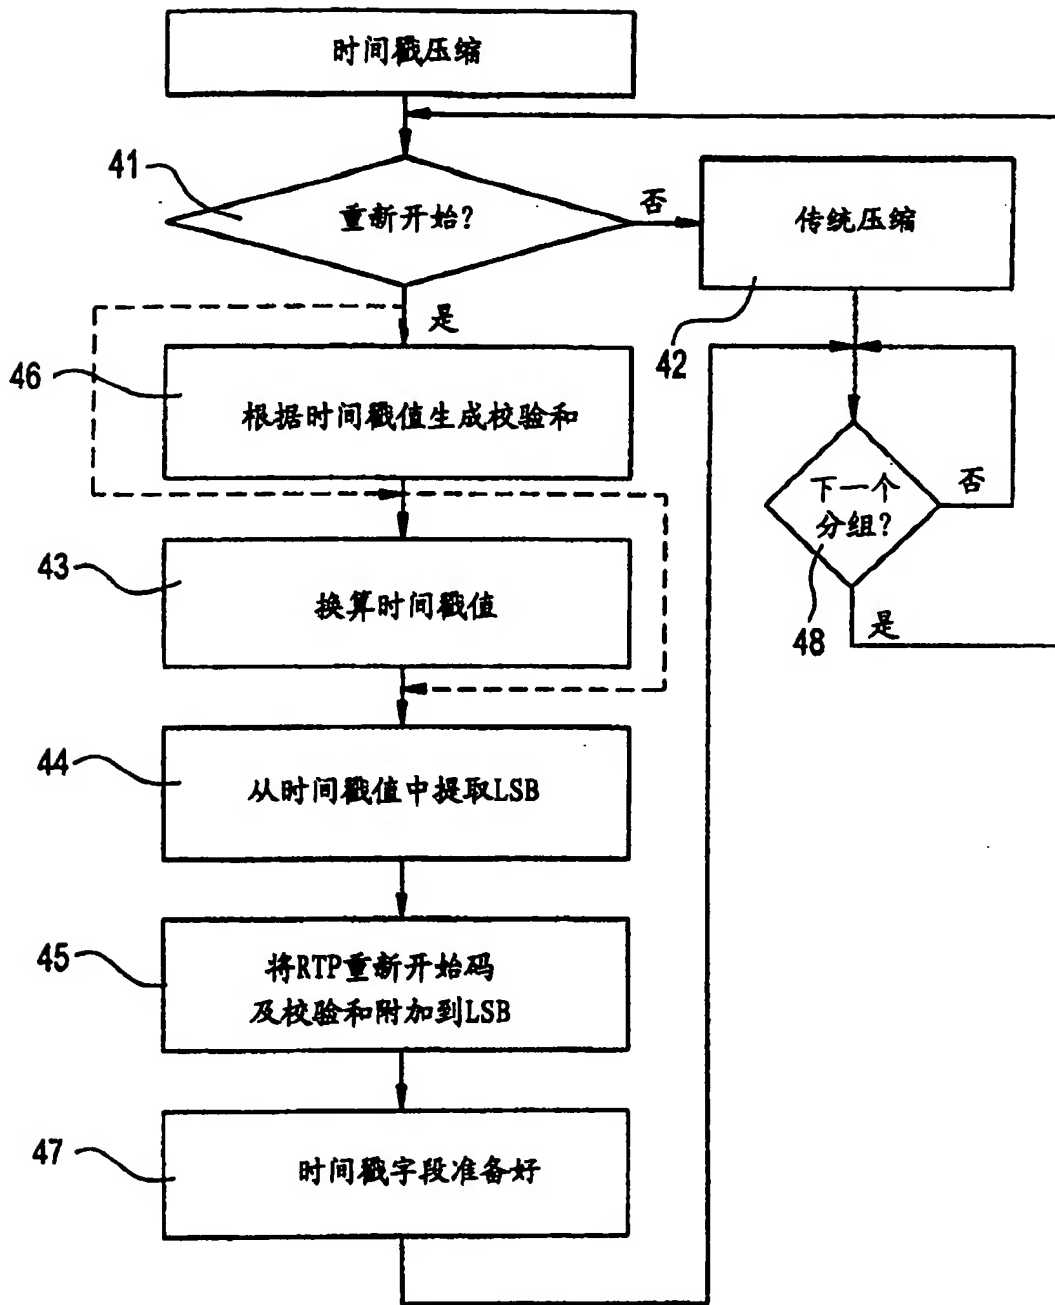 时间戳压缩
41
重新开始?
否
传统压缩
42
是
46
根据时间戳值生成校验和
下一个
分组?
否
48
是
43
换算时间戳值
44
从时间戳值中提取LSB
45
将RTP重新开始码
及校验和附加到LSB
47
时间戳字段准备好